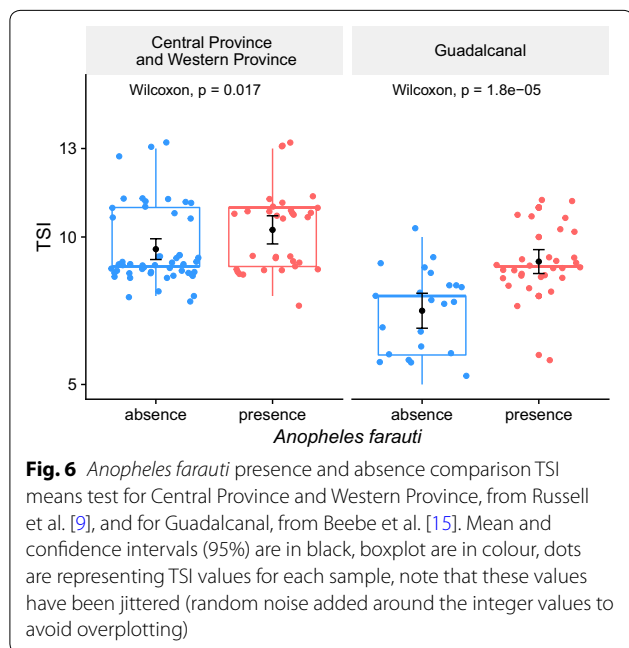 Central Province
and Western Province
Guadalcanal
Wilcoxon, p = 0.017
Wilcoxon, p = 1.8e−05
13
10
5
TSI
absence
presence
absence
presence
Anopheles farauti
Fig. 6 Anopheles farauti presence and absence comparison TSI
means test for Central Province and Western Province, from Russell
et al. [9], and for Guadalcanal, from Beebe et al. [15]. Mean and
confidence intervals (95%) are in black, boxplot are in colour, dots
are representing TSI values for each sample, note that these values
have been jittered (random noise added around the integer values to
avoid overplotting)